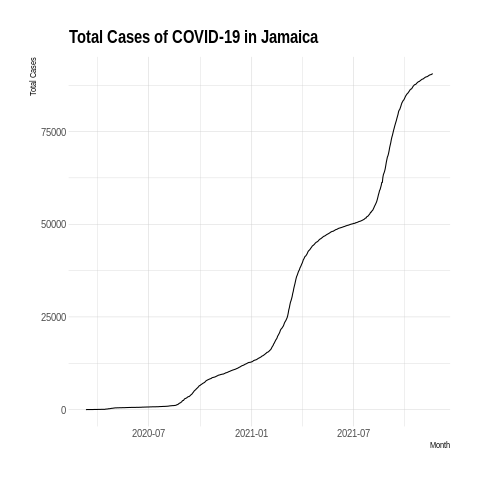 Total Cases of COVID-19 in Jamaica
Total Cases
75000
50000
25000
0
2020-07
2021-01
2021-07
Month